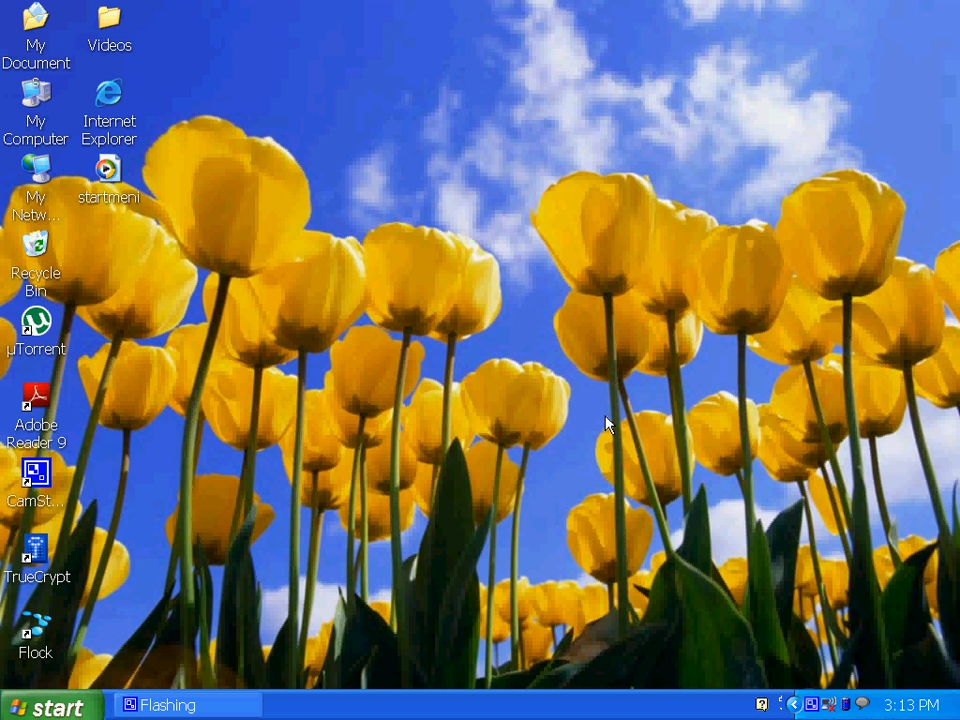 My
Documents
Videos
My
Computer
Internet
Explorer
My
Netw...
startmeni
Recycle
Bin
µTorrent
Adobe
Reader 9
CamSt...
TrueCrypt
Flock
start
Flashing
3:13 PM